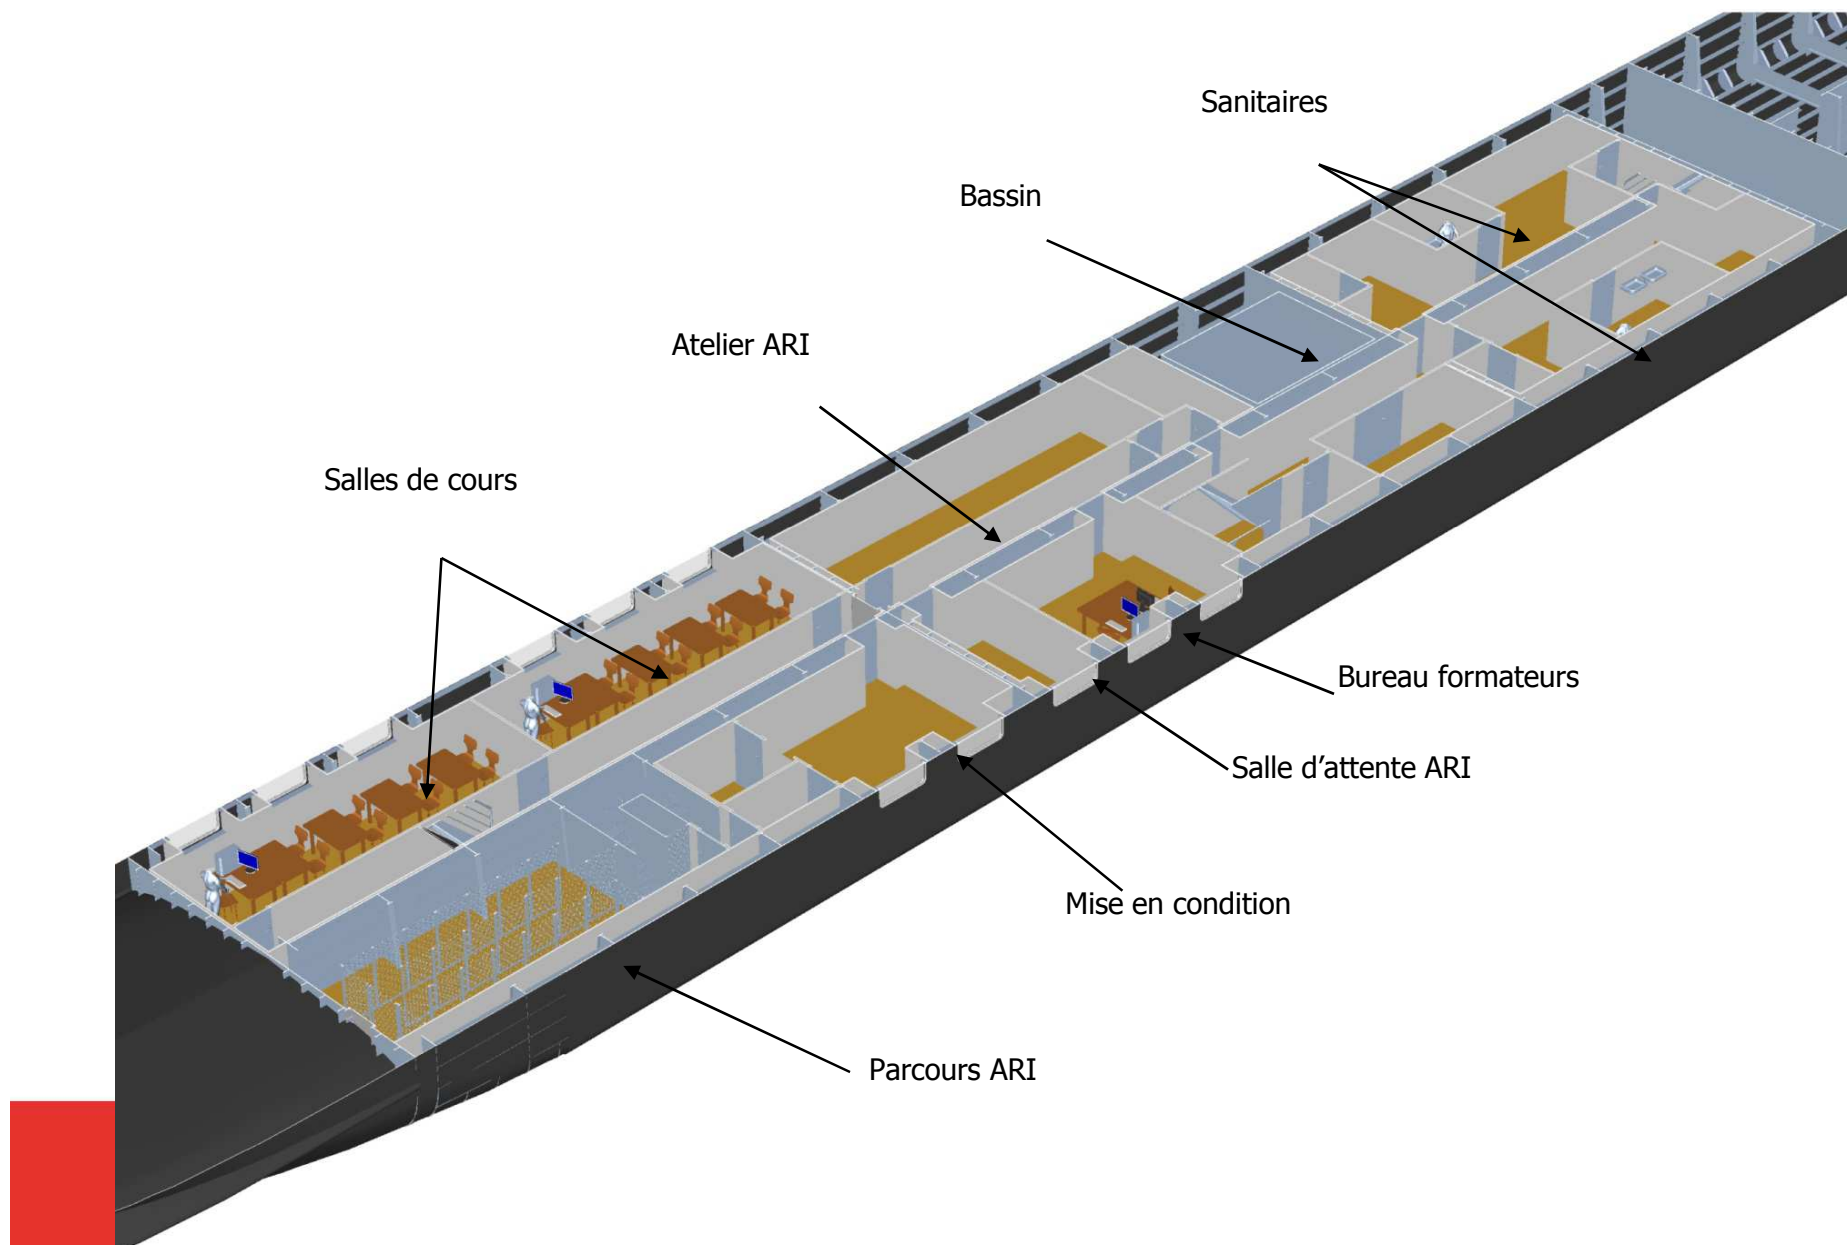 Sanitaires
Bassin
Atelier ARI
Salles de cours
Bureau formateurs
Salle d’attente ARI
Mise en condition
Parcours ARI